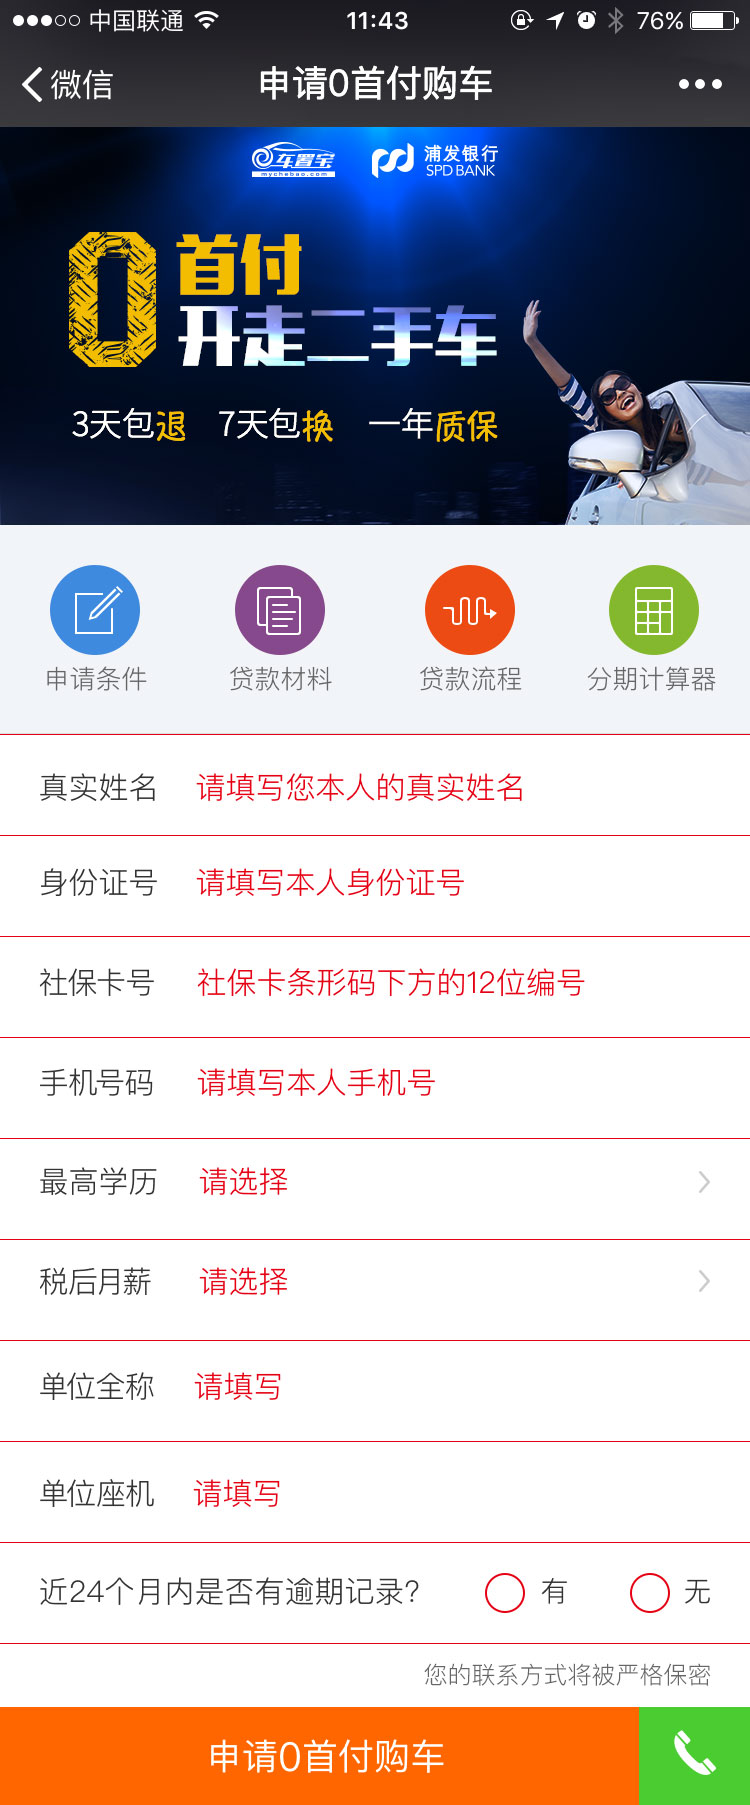 中国联通 11:43 76%
微信 申请0首付购车
车置宝 浦发银行
mychebao.com SPD BANK
0首付
开走二手车
3天包退 7天包换 一年质保
申请条件 贷款材料 贷款流程 分期计算器
真实姓名 请填写您本人的真实姓名
身份证号 请填写本人身份证号
社保卡号 社保卡条形码下方的12位编号
手机号码 请填写本人手机号
最高学历 请选择
税后月薪 请选择
单位全称 请填写
单位座机 请填写
近24个月内是否有逾期记录? 有 无
您的联系方式将被严格保密
申请0首付购车